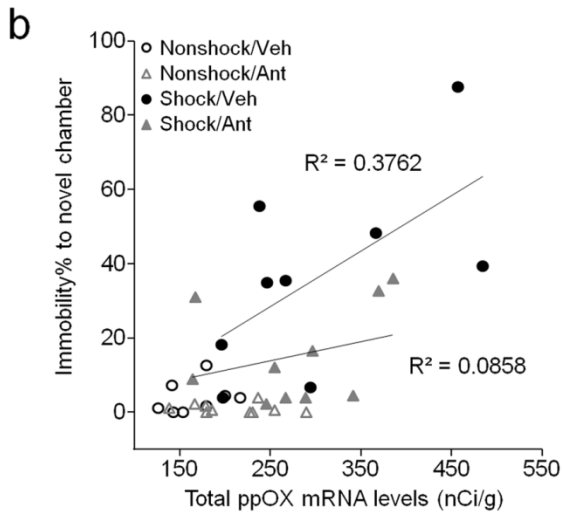 b
100
80
60
40
20
0
Immobility% to novel chamber
Nonshock/Veh
Nonshock/Ant
Shock/Veh
Shock/Ant
R² = 0.3762
R² = 0.0858
150 250 350 450 550
Total ppOX mRNA levels (nCi/g)